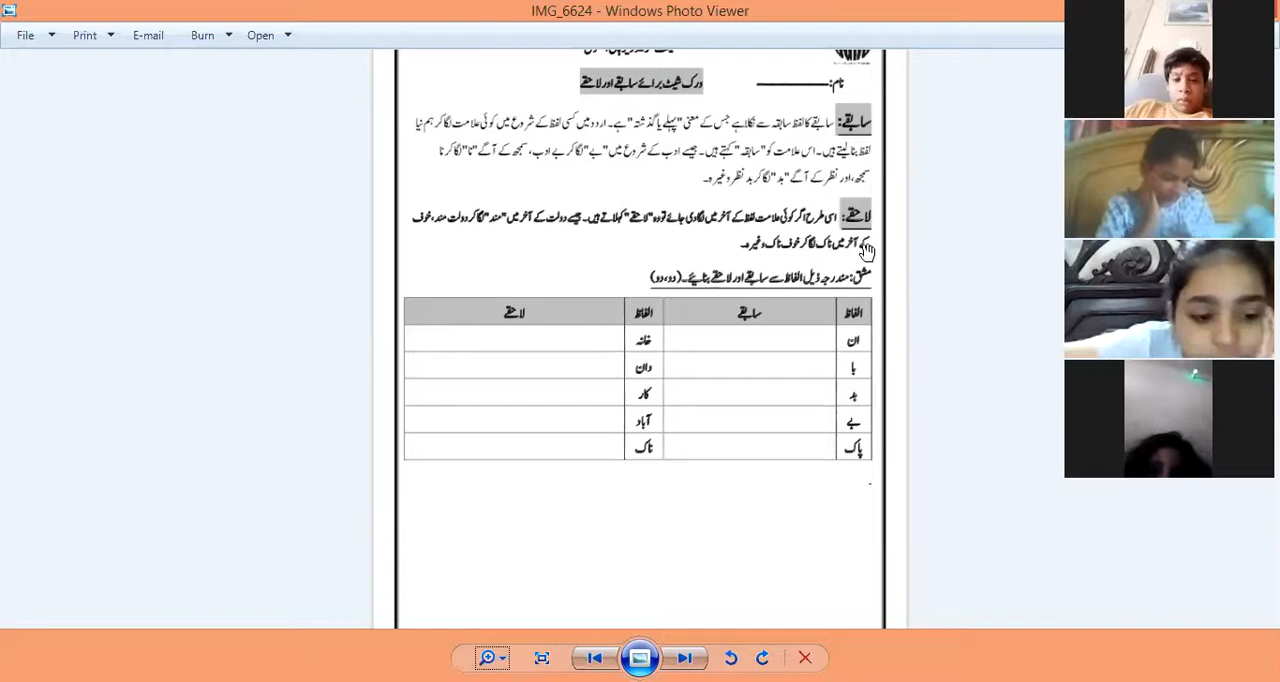 IMG_6624 - Windows Photo Viewer
File Print E-mail Burn Open
نام:
ورک شیٹ برائے سابقے اور لاحقے
سابقے: سابقے کا لفظ سابقہ سے نکلا ہے جس کے معنی "پہلے یا گذشتہ" ہے۔ اردو میں کسی لفظ کے شروع میں کوئی علامت لگا کر ہم نیا
لفظ بنا لیتے ہیں۔ اس علامت کو "سابقہ" کہتے ہیں۔ جیسے ادب کے شروع میں "بے" لگا کر بے ادب، سمجھ کے آگے "نا" لگا کر نا
سمجھ، اور نظر کے آگے "بد" لگا کر بد نظر وغیرہ۔
لاحقے: اسی طرح اگر کوئی علامت لفظ کے آخر میں لگا دی جائے تو وہ "لاحقے" کہلاتے ہیں۔ جیسے دولت کے آخر میں "مند" لگا کر دولت مند، خوف
کے آخر میں ناک لگا کر خوف ناک وغیرہ۔
مشق: مندرجہ ذیل الفاظ سے سابقے اور لاحقے بنائیے۔ (دو، دو)
الفاظ سابقے الفاظ لاحقے
ان خانہ
با دان
بد کار
بے آباد
پاک ناک